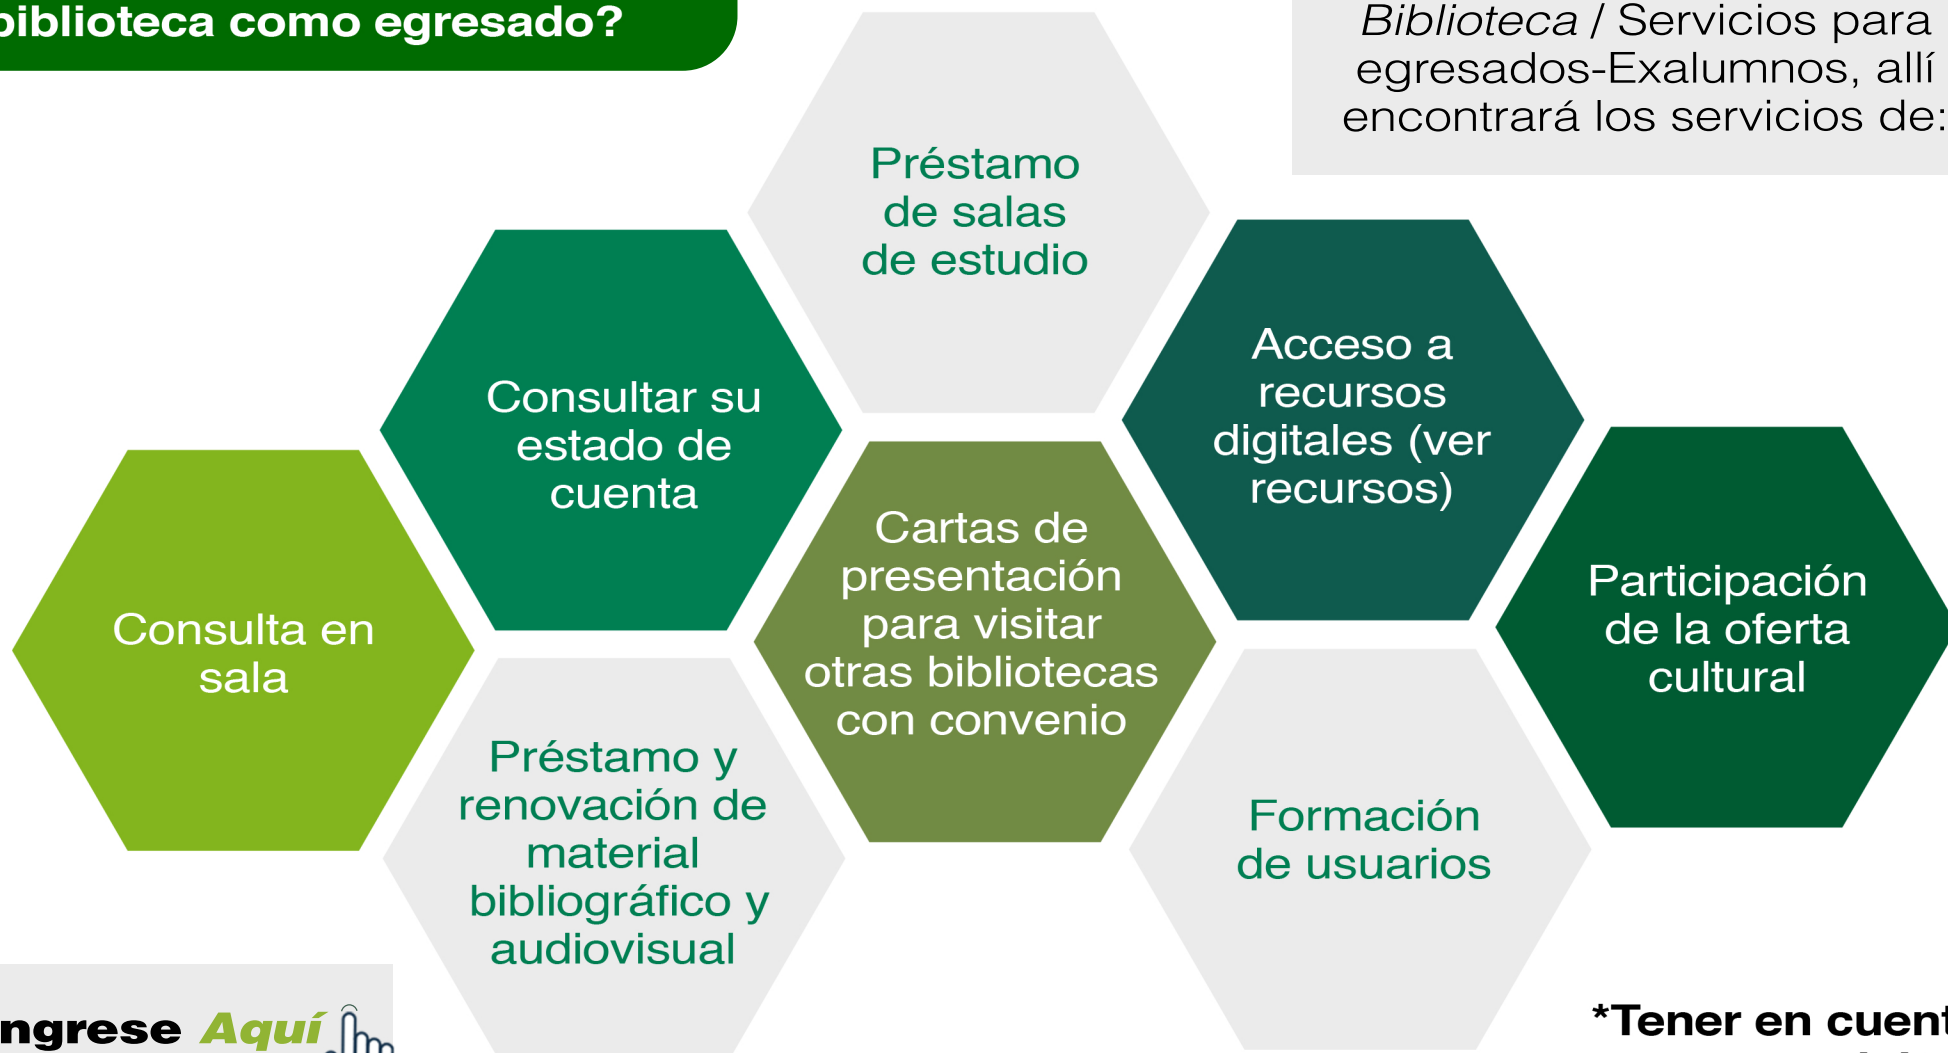 biblioteca como egresado?
Biblioteca / Servicios para
egresados-Exalumnos, allí
encontrará los servicios de:
Préstamo
de salas
de estudio
Consultar su
estado de
cuenta
Acceso a
recursos
digitales (ver
recursos)
Consulta en
sala
Cartas de
presentación
para visitar
otras bibliotecas
con convenio
Participación
de la oferta
cultural
Préstamo y
renovación de
material
bibliográfico y
audiovisual
Formación
de usuarios
ngrese Aquí
*Tener en cuent